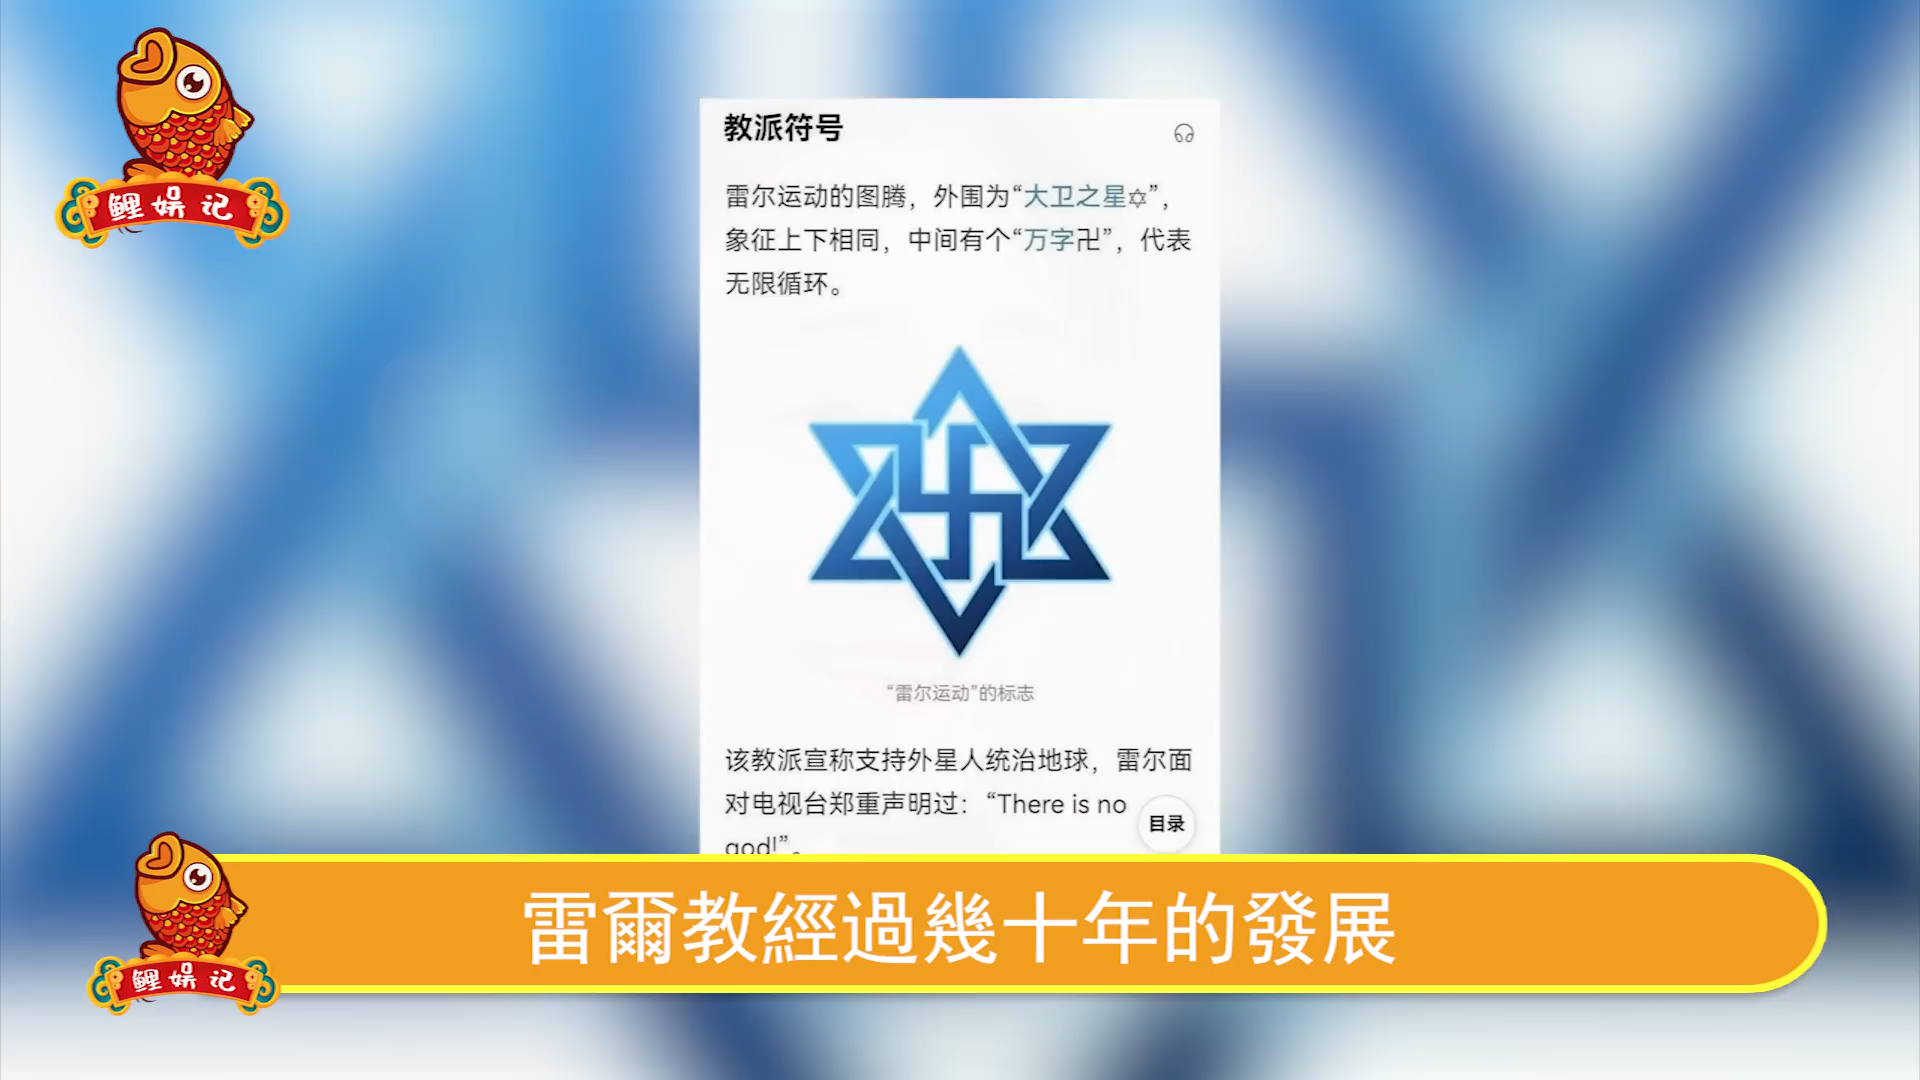 鲤娱记
教派符号
雷尔运动的图腾，外围为“大卫之星✡”，
象征上下相同，中间有个“万字卍”，代表
无限循环。
“雷尔运动”的标志
该教派宣称支持外星人统治地球，雷尔面
对电视台郑重声明过：“There is no
god!”。
目录
雷爾教經過幾十年的發展
鲤娱记